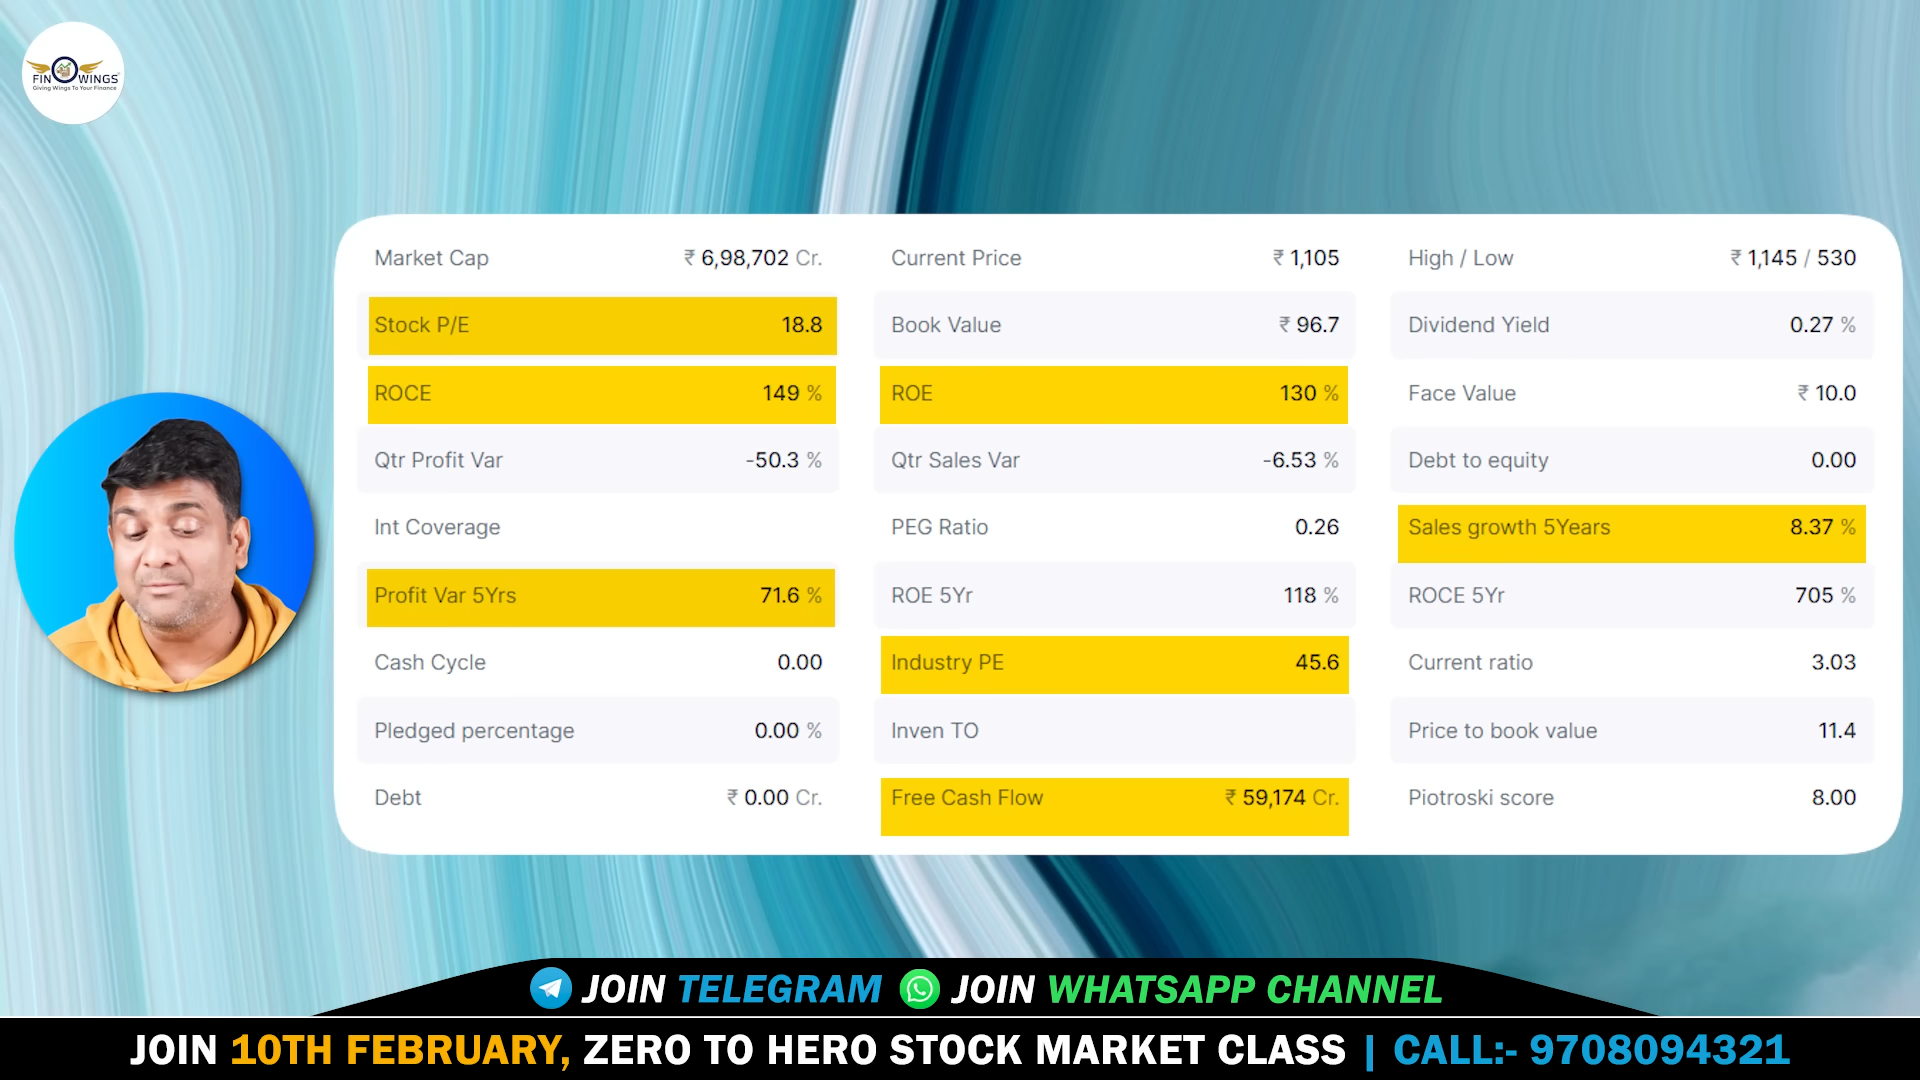 FINOWINGS
Giving Wings To Your Finance
Market Cap ₹ 6,98,702 Cr.
Current Price ₹ 1,105
High / Low ₹ 1,145 / 530
Stock P/E 18.8
Book Value ₹ 96.7
Dividend Yield 0.27 %
ROCE 149 %
ROE 130 %
Face Value ₹ 10.0
Qtr Profit Var -50.3 %
Qtr Sales Var -6.53 %
Debt to equity 0.00
Int Coverage
PEG Ratio 0.26
Sales growth 5Years 8.37 %
Profit Var 5Yrs 71.6 %
ROE 5Yr 118 %
ROCE 5Yr 705 %
Cash Cycle 0.00
Industry PE 45.6
Current ratio 3.03
Pledged percentage 0.00 %
Inven TO
Price to book value 11.4
Debt ₹ 0.00 Cr.
Free Cash Flow ₹ 59,174 Cr.
Piotroski score 8.00
JOIN TELEGRAM JOIN WHATSAPP CHANNEL
JOIN 10TH FEBRUARY, ZERO TO HERO STOCK MARKET CLASS | CALL:- 9708094321